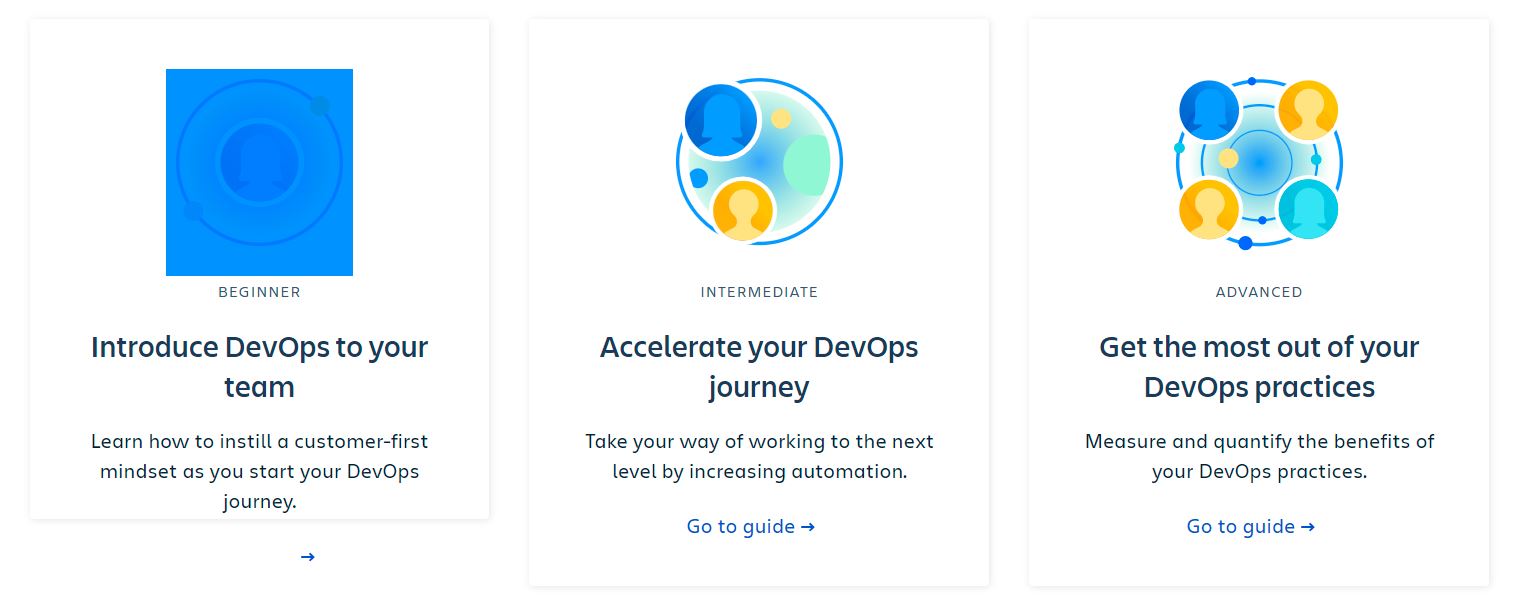 BEGINNER
Introduce DevOps to your
team
Learn how to instill a customer-first
mindset as you start your DevOps
journey.
→
INTERMEDIATE
Accelerate your DevOps
journey
Take your way of working to the next
level by increasing automation.
Go to guide →
ADVANCED
Get the most out of your
DevOps practices
Measure and quantify the benefits of
your DevOps practices.
Go to guide →